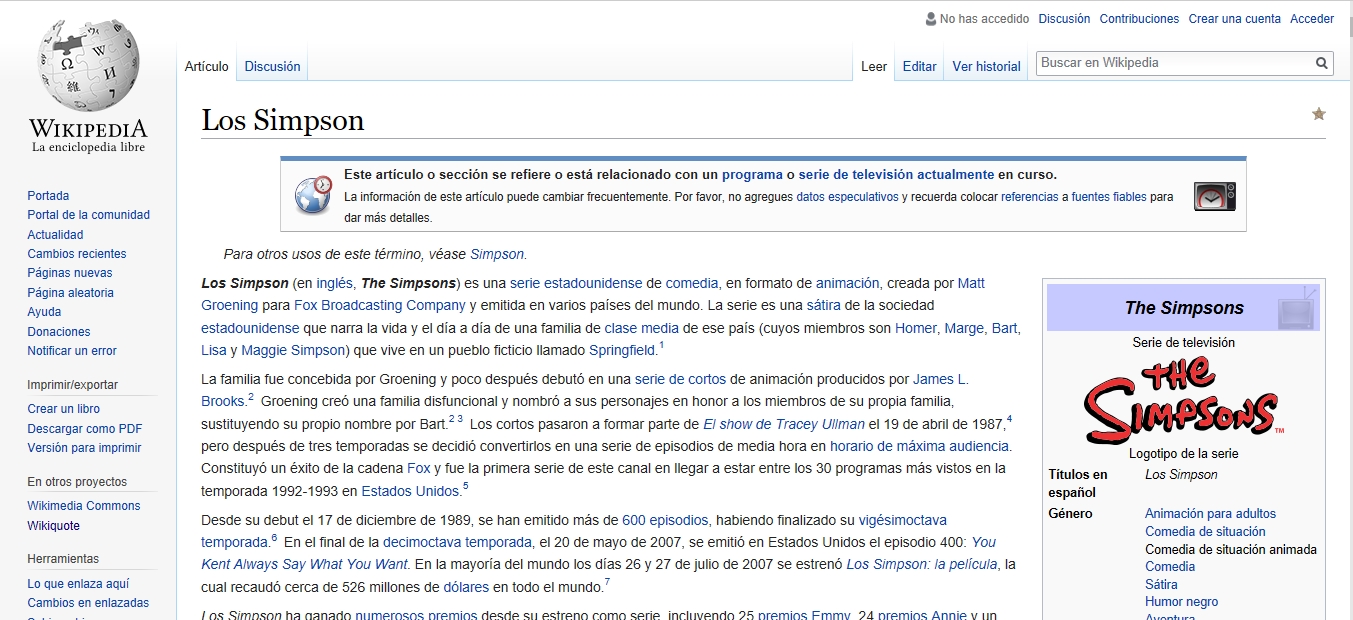 No has accedido Discusión Contribuciones Crear una cuenta Acceder
Artículo Discusión Leer Editar Ver historial Buscar en Wikipedia
WIKIPEDIA
La enciclopedia libre
Portada
Portal de la comunidad
Actualidad
Cambios recientes
Páginas nuevas
Página aleatoria
Ayuda
Donaciones
Notificar un error
Imprimir/exportar
Crear un libro
Descargar como PDF
Versión para imprimir
En otros proyectos
Wikimedia Commons
Wikiquote
Herramientas
Lo que enlaza aquí
Cambios en enlazadas
Los Simpson
Este artículo o sección se refiere o está relacionado con un programa o serie de televisión actualmente en curso.
La información de este artículo puede cambiar frecuentemente. Por favor, no agregues datos especulativos y recuerda colocar referencias a fuentes fiables para
dar más detalles.
Para otros usos de este término, véase Simpson.
Los Simpson (en inglés, The Simpsons) es una serie estadounidense de comedia, en formato de animación, creada por Matt
Groening para Fox Broadcasting Company y emitida en varios países del mundo. La serie es una sátira de la sociedad
estadounidense que narra la vida y el día a día de una familia de clase media de ese país (cuyos miembros son Homer, Marge, Bart,
Lisa y Maggie Simpson) que vive en un pueblo ficticio llamado Springfield.1
La familia fue concebida por Groening y poco después debutó en una serie de cortos de animación producidos por James L.
Brooks.2 Groening creó una familia disfuncional y nombró a sus personajes en honor a los miembros de su propia familia,
sustituyendo su propio nombre por Bart.2 3 Los cortos pasaron a formar parte de El show de Tracey Ullman el 19 de abril de 1987,4
pero después de tres temporadas se decidió convertirlos en una serie de episodios de media hora en horario de máxima audiencia.
Constituyó un éxito de la cadena Fox y fue la primera serie de este canal en llegar a estar entre los 30 programas más vistos en la
temporada 1992-1993 en Estados Unidos.5
Desde su debut el 17 de diciembre de 1989, se han emitido más de 600 episodios, habiendo finalizado su vigésimoctava
temporada.6 En el final de la decimoctava temporada, el 20 de mayo de 2007, se emitió en Estados Unidos el episodio 400: You
Kent Always Say What You Want. En la mayoría del mundo los días 26 y 27 de julio de 2007 se estrenó Los Simpson: la película, la
cual recaudó cerca de 526 millones de dólares en todo el mundo.7
Los Simpson ha ganado numerosos premios desde su estreno como serie, incluyendo 25 premios Emmy, 24 premios Annie y un
The Simpsons
Serie de televisión
THE
SIMPSONS
TM
Logotipo de la serie
Títulos en español Los Simpson
Género Animación para adultos
Comedia de situación
Comedia de situación animada
Comedia
Sátira
Humor negro
Aventura